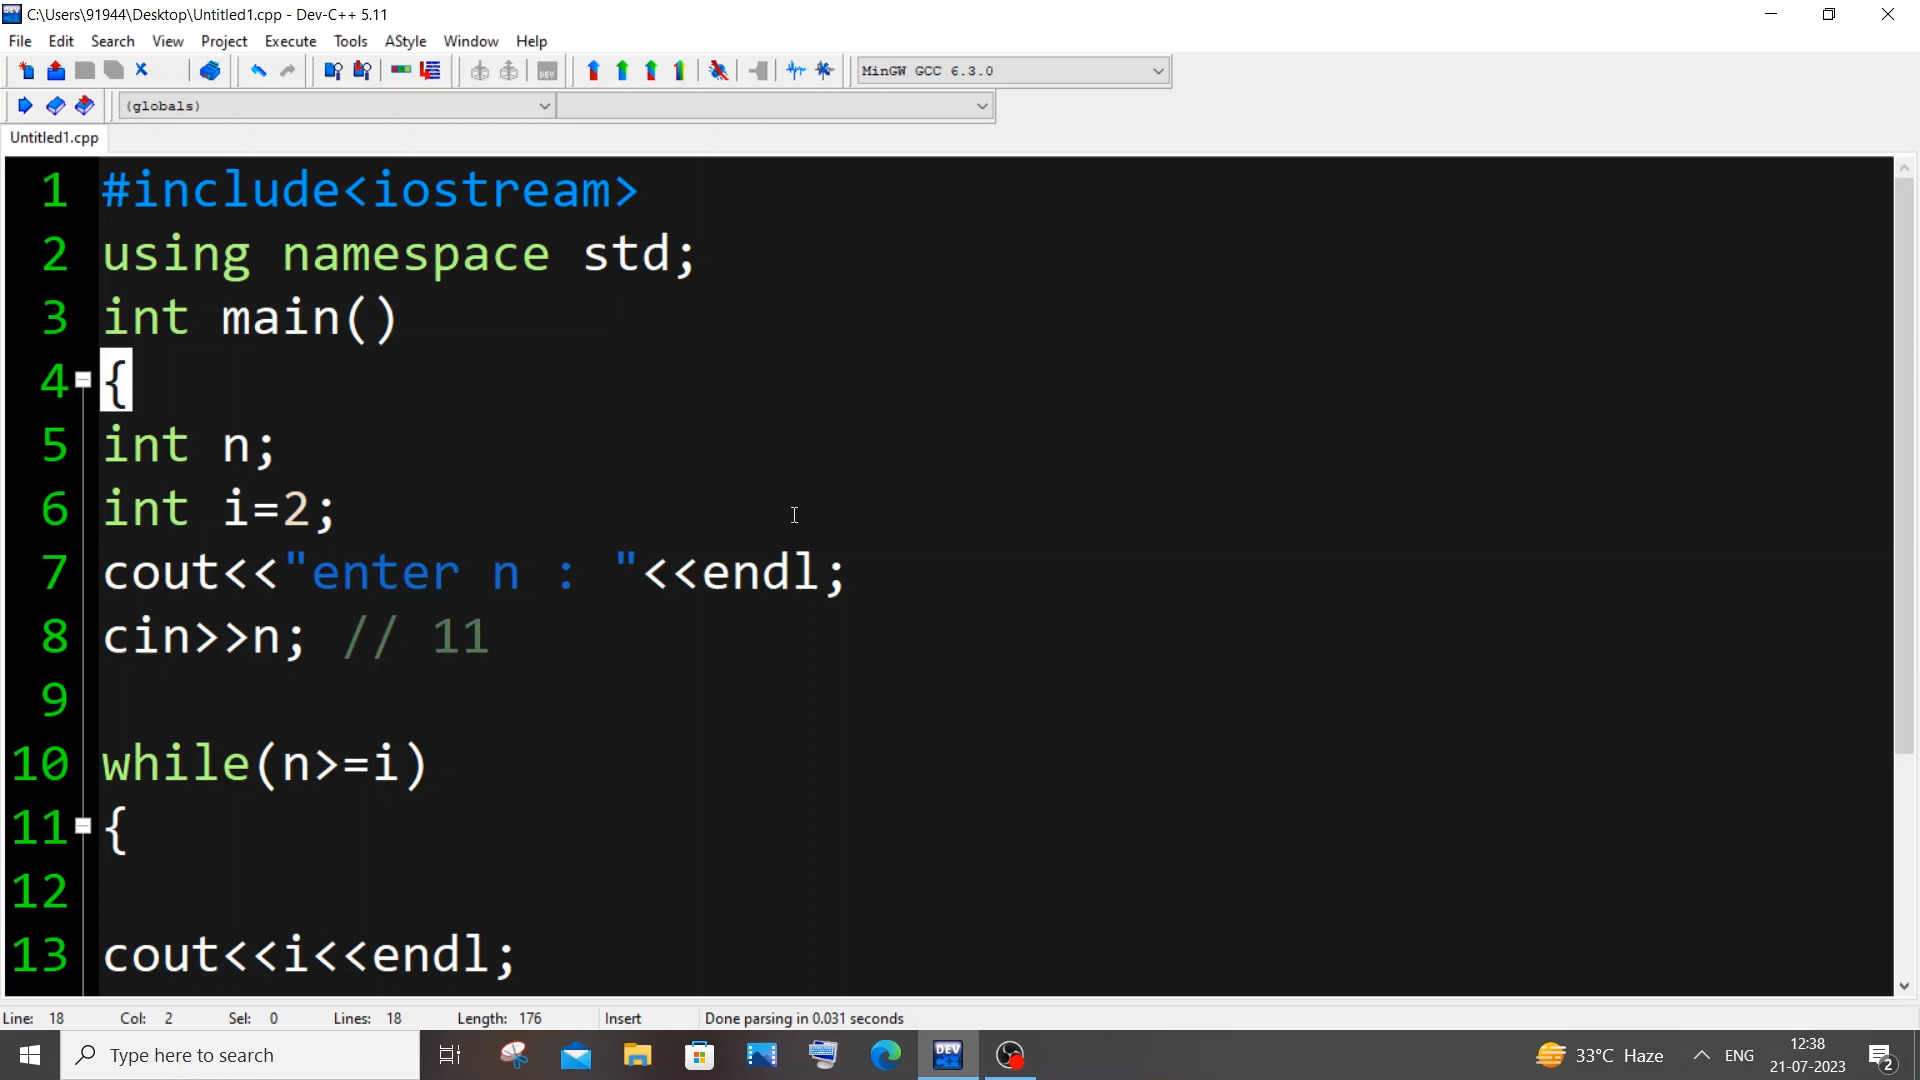 C:\Users\91944\Desktop\Untitled1.cpp - Dev-C++ 5.11
File Edit Search View Project Execute Tools AStyle Window Help
DEV
MinGW GCC 6.3.0
(globals)
Untitled1.cpp
1 #include<iostream>
2 using namespace std;
3 int main()
4 {
5 int n;
6 int i=2;
7 cout<<"enter n : "<<endl;
8 cin>>n; // 11
9
10 while(n>=i)
11 {
12
13 cout<<i<<endl;
Line: 18 Col: 2 Sel: 0 Lines: 18 Length: 176 Insert Done parsing in 0.031 seconds
Type here to search
DEV C++
33°C Haze
ENG
12:38
21-07-2023
2